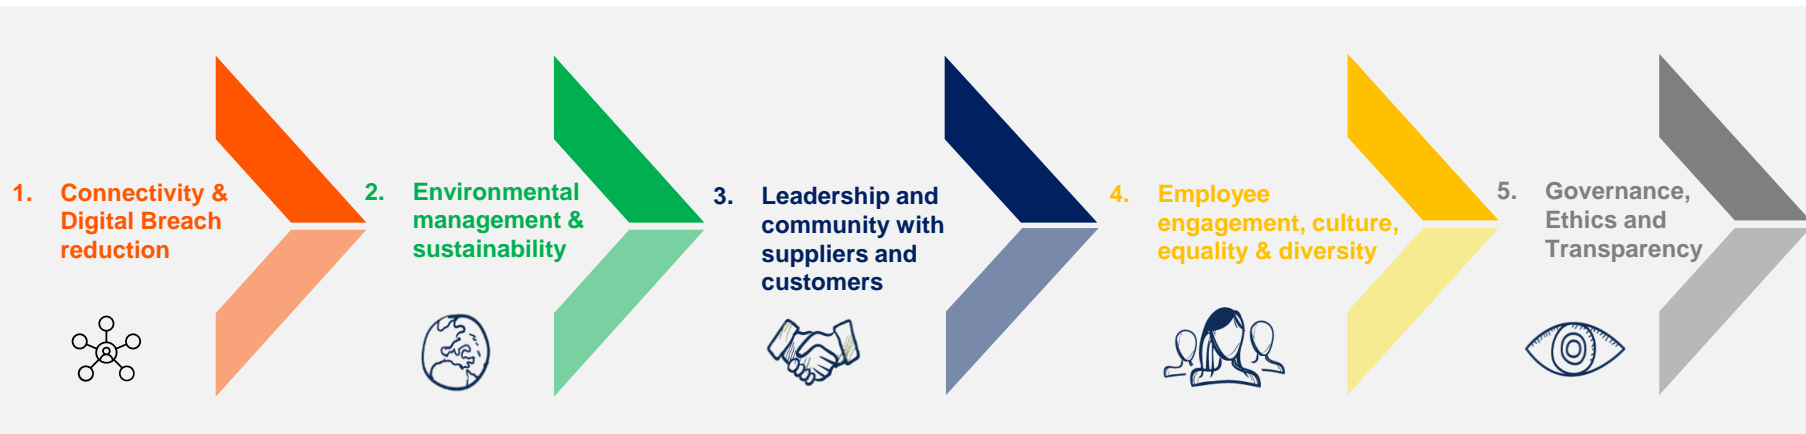 1. Connectivity &
Digital Breach
reduction
2. Environmental
management &
sustainability
3. Leadership and
community with
suppliers and
customers
4. Employee
engagement, culture,
equality & diversity
5. Governance,
Ethics and
Transparency